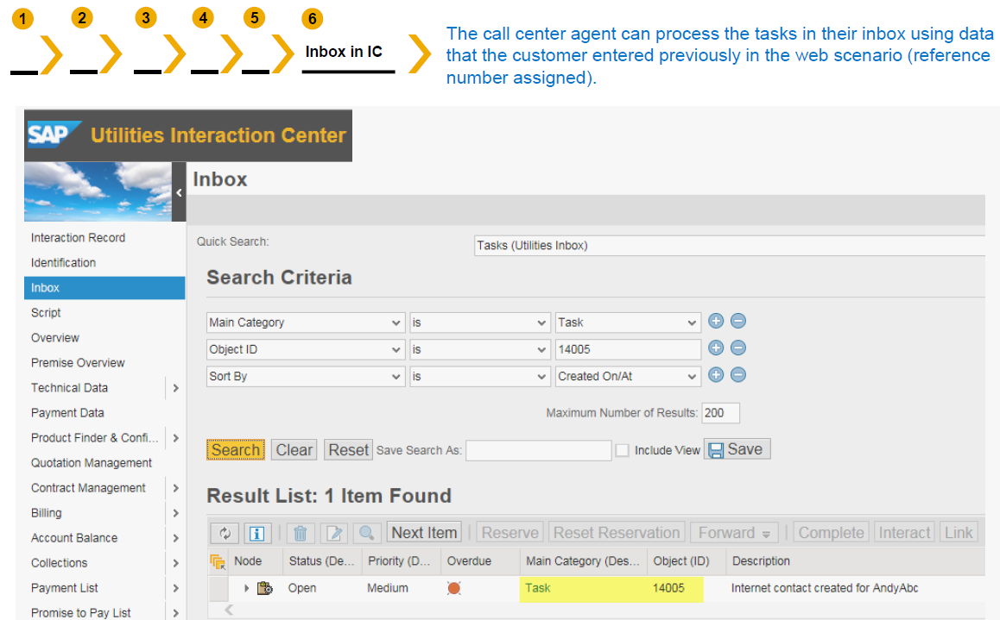 1 2 3 4 5 6
Inbox in IC
The call center agent can process the tasks in their inbox using data
that the customer entered previously in the web scenario (reference
number assigned).
SAP Utilities Interaction Center
Inbox
Interaction Record
Identification
Inbox
Script
Overview
Premise Overview
Technical Data
Payment Data
Product Finder & Confi...
Quotation Management
Contract Management
Billing
Account Balance
Collections
Payment List
Promise to Pay List
Quick Search: Tasks (Utilities Inbox)
Search Criteria
Main Category is Task
Object ID is 14005
Sort By is Created On/At
Maximum Number of Results: 200
Search Clear Reset Save Search As: Include View Save
Result List: 1 Item Found
Next Item Reserve Reset Reservation Forward Complete Interact Link
Node Status (De... Priority (D... Overdue Main Category (Des... Object (ID) Description
Open Medium Task 14005 Internet contact created for AndyAbc